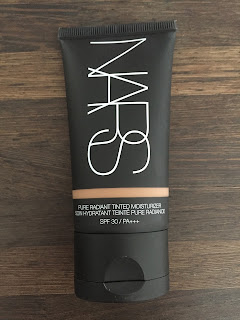 NARS
PURE RADIANT TINTED MOISTURIZER
SOIN HYDRATANT TEINTÉ PURE RADIANCE
SPF 30 / PA+++